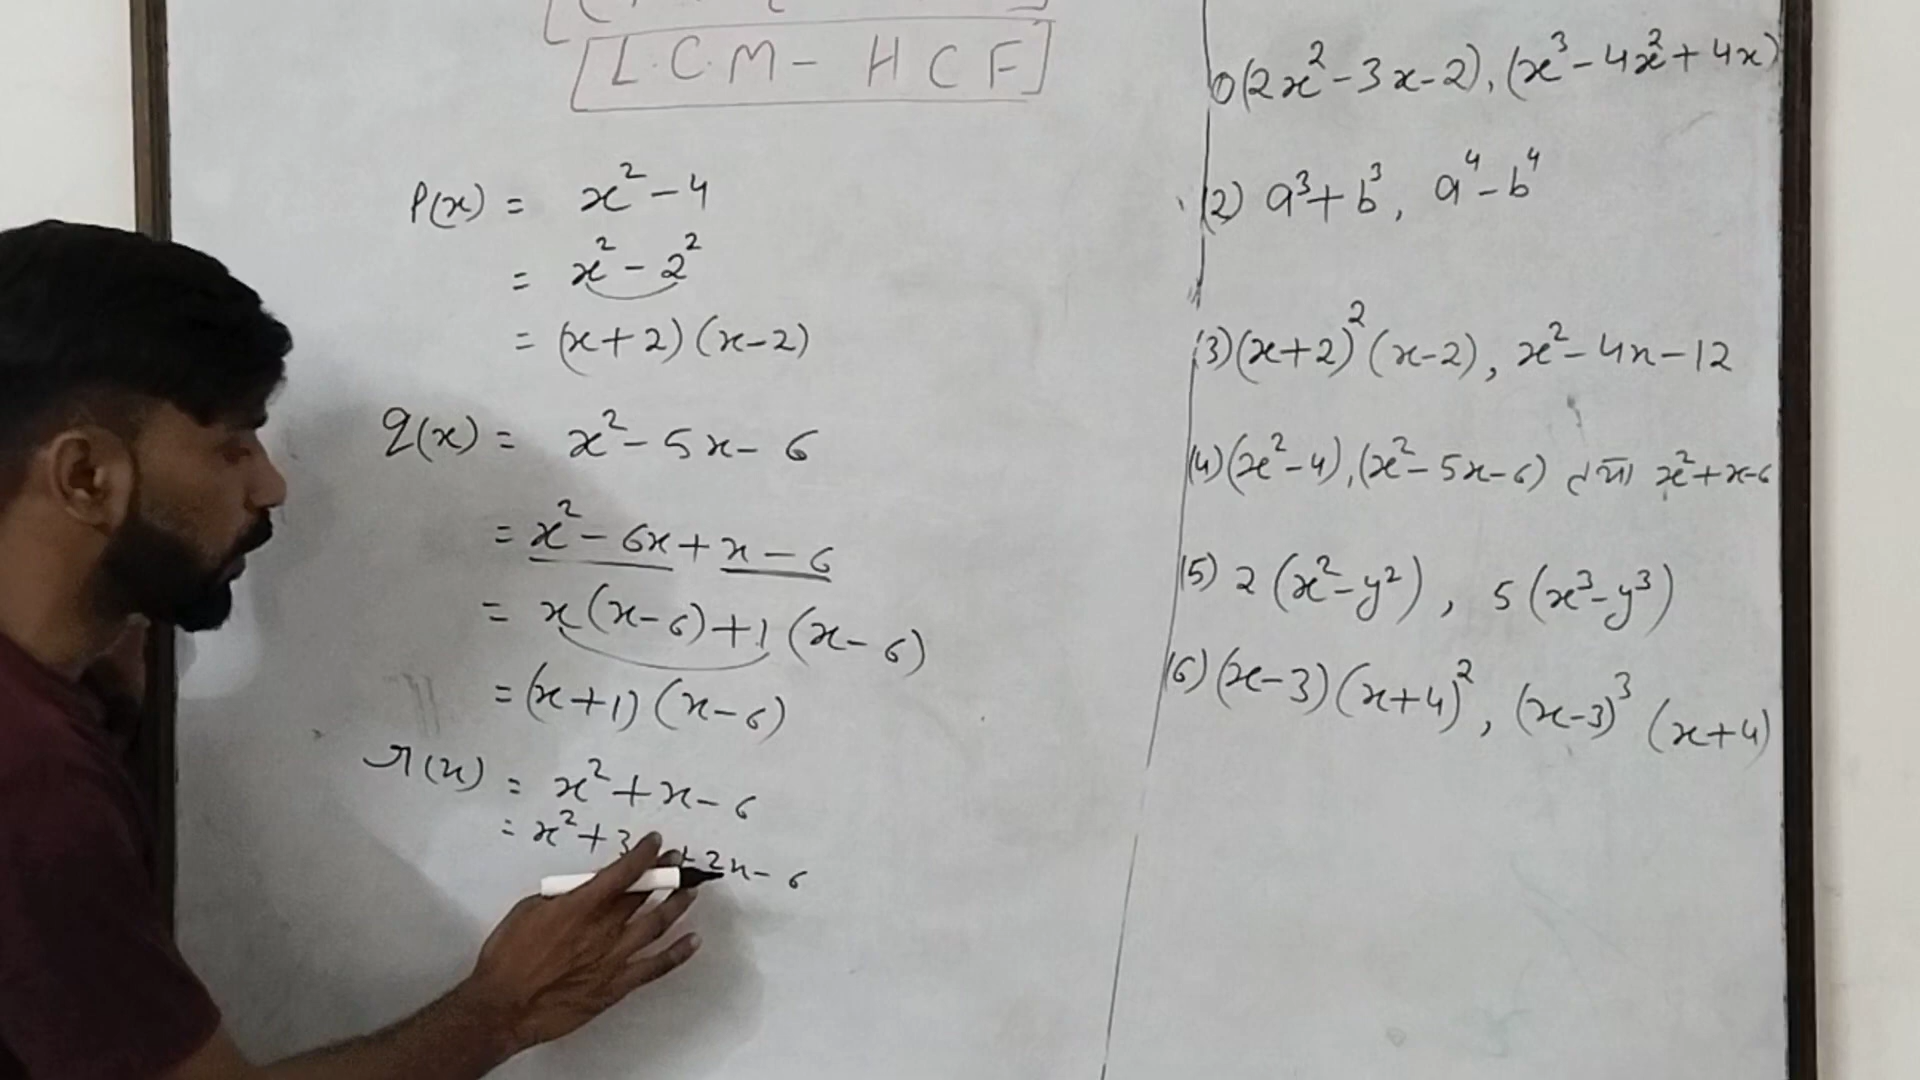 [L.C.M - H C F]
P(x) = x² - 4
= x² - 2²
= (x+2) (x-2)
q(x) = x² - 5x - 6
= x² - 6x + x - 6
= x(x-6)+1(x-6)
= (x+1) (x-6)
r(x) = x² + x - 6
= x² + 3 + 2x - 6
(2x² - 3x - 2), (x³ - 4x² + 4x)
(2) a³ + b³, a⁴ - b⁴
(3) (x+2)² (x-2), x² - 4x - 12
(4) (x² - 4), (x² - 5x - 6) तथा x² + x - 6
(5) 2 (x² - y²), 5 (x³ - y³)
(6) (x-3) (x+4)², (x-3)³ (x+4)